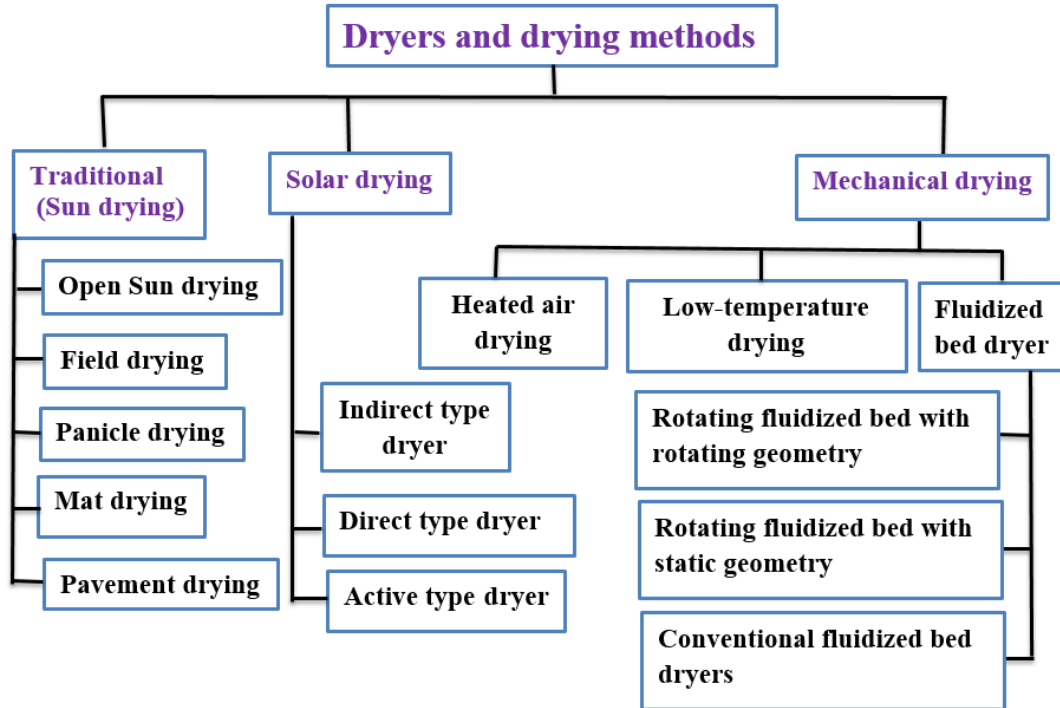 Dryers and drying methods
Traditional
(Sun drying)
Open Sun drying
Field drying
Panicle drying
Mat drying
Pavement drying
Solar drying
Indirect type
dryer
Direct type dryer
Active type dryer
Mechanical drying
Heated air
drying
Low-temperature
drying
Fluidized
bed dryer
Rotating fluidized bed with
rotating geometry
Rotating fluidized bed with
static geometry
Conventional fluidized bed
dryers